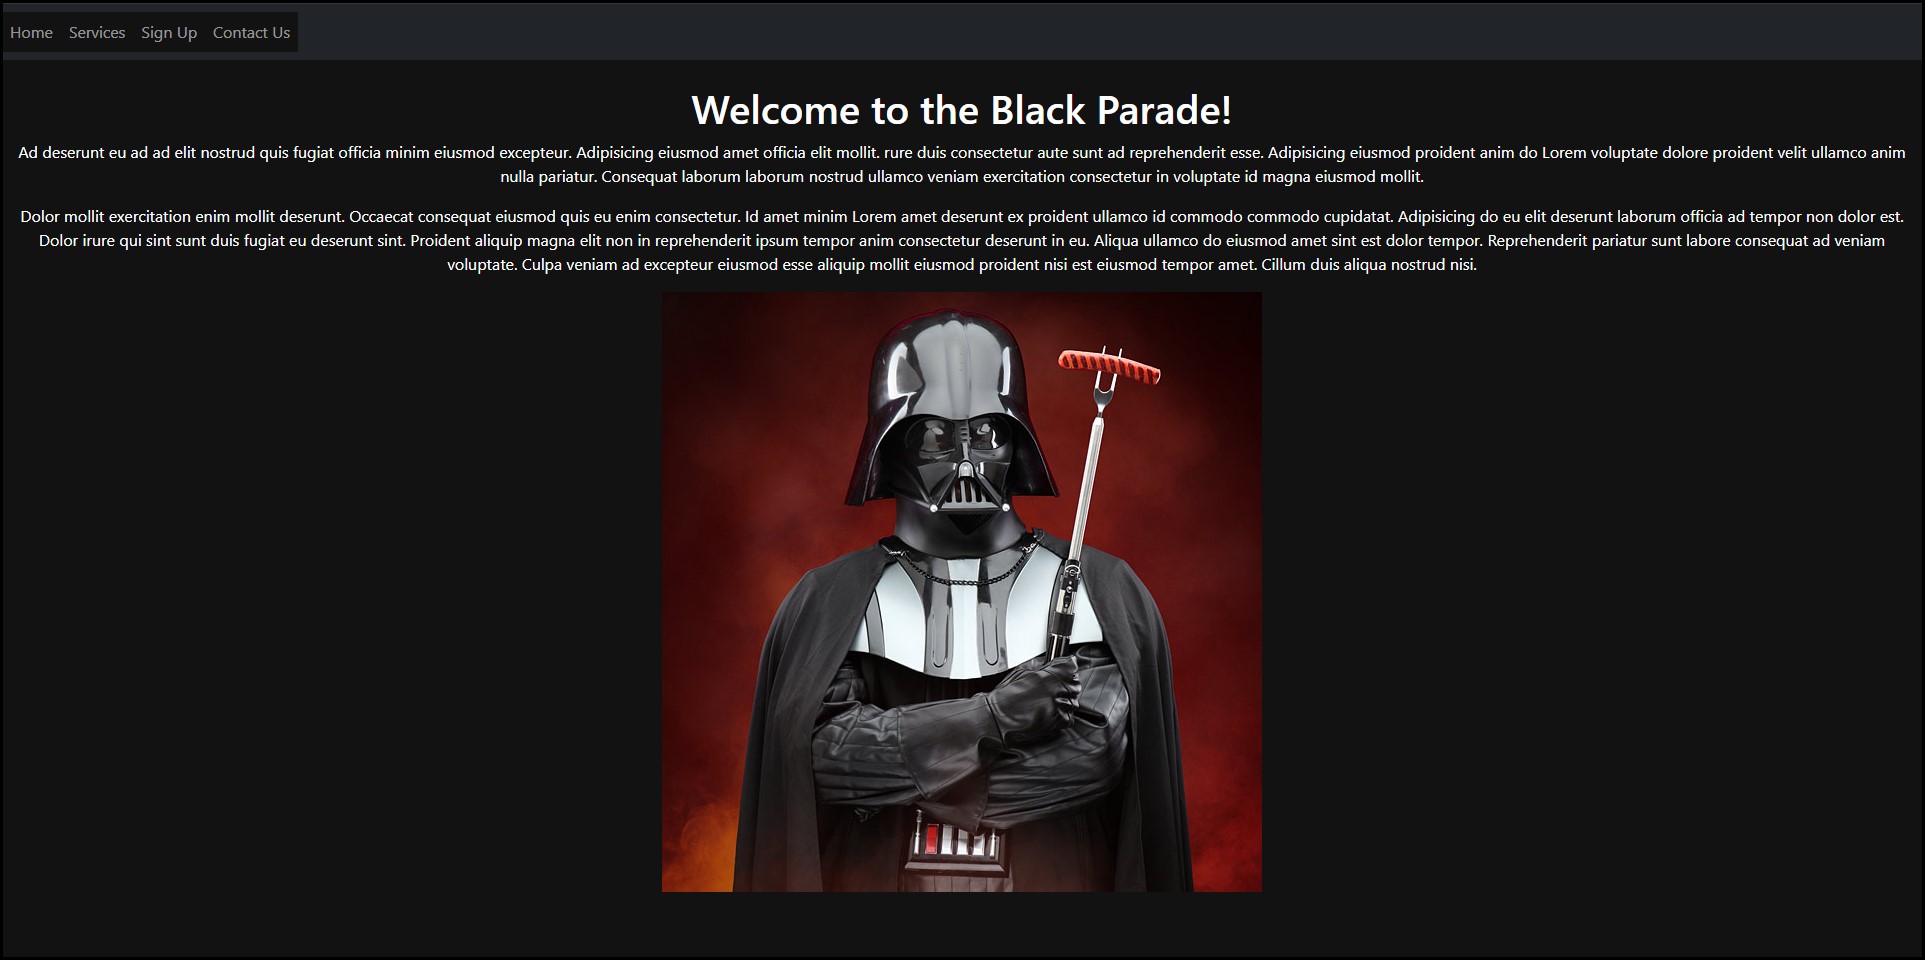 Home Services Sign Up Contact Us
Welcome to the Black Parade!
Ad deserunt eu ad ad elit nostrud quis fugiat officia minim eiusmod excepteur. Adipisicing eiusmod amet officia elit mollit. rure duis consectetur aute sunt ad reprehenderit esse. Adipisicing eiusmod proident anim do Lorem voluptate dolore proident velit ullamco anim
nulla pariatur. Consequat laborum laborum nostrud ullamco veniam exercitation consectetur in voluptate id magna eiusmod mollit.
Dolor mollit exercitation enim mollit deserunt. Occaecat consequat eiusmod quis eu enim consectetur. Id amet minim Lorem amet deserunt ex proident ullamco id commodo commodo cupidatat. Adipisicing do eu elit deserunt laborum officia ad tempor non dolor est.
Dolor irure qui sint sunt duis fugiat eu deserunt sint. Proident aliquip magna elit non in reprehenderit ipsum tempor anim consectetur deserunt in eu. Aliqua ullamco do eiusmod amet sint est dolor tempor. Reprehenderit pariatur sunt labore consequat ad veniam
voluptate. Culpa veniam ad excepteur eiusmod esse aliquip mollit eiusmod proident nisi est eiusmod tempor amet. Cillum duis aliqua nostrud nisi.